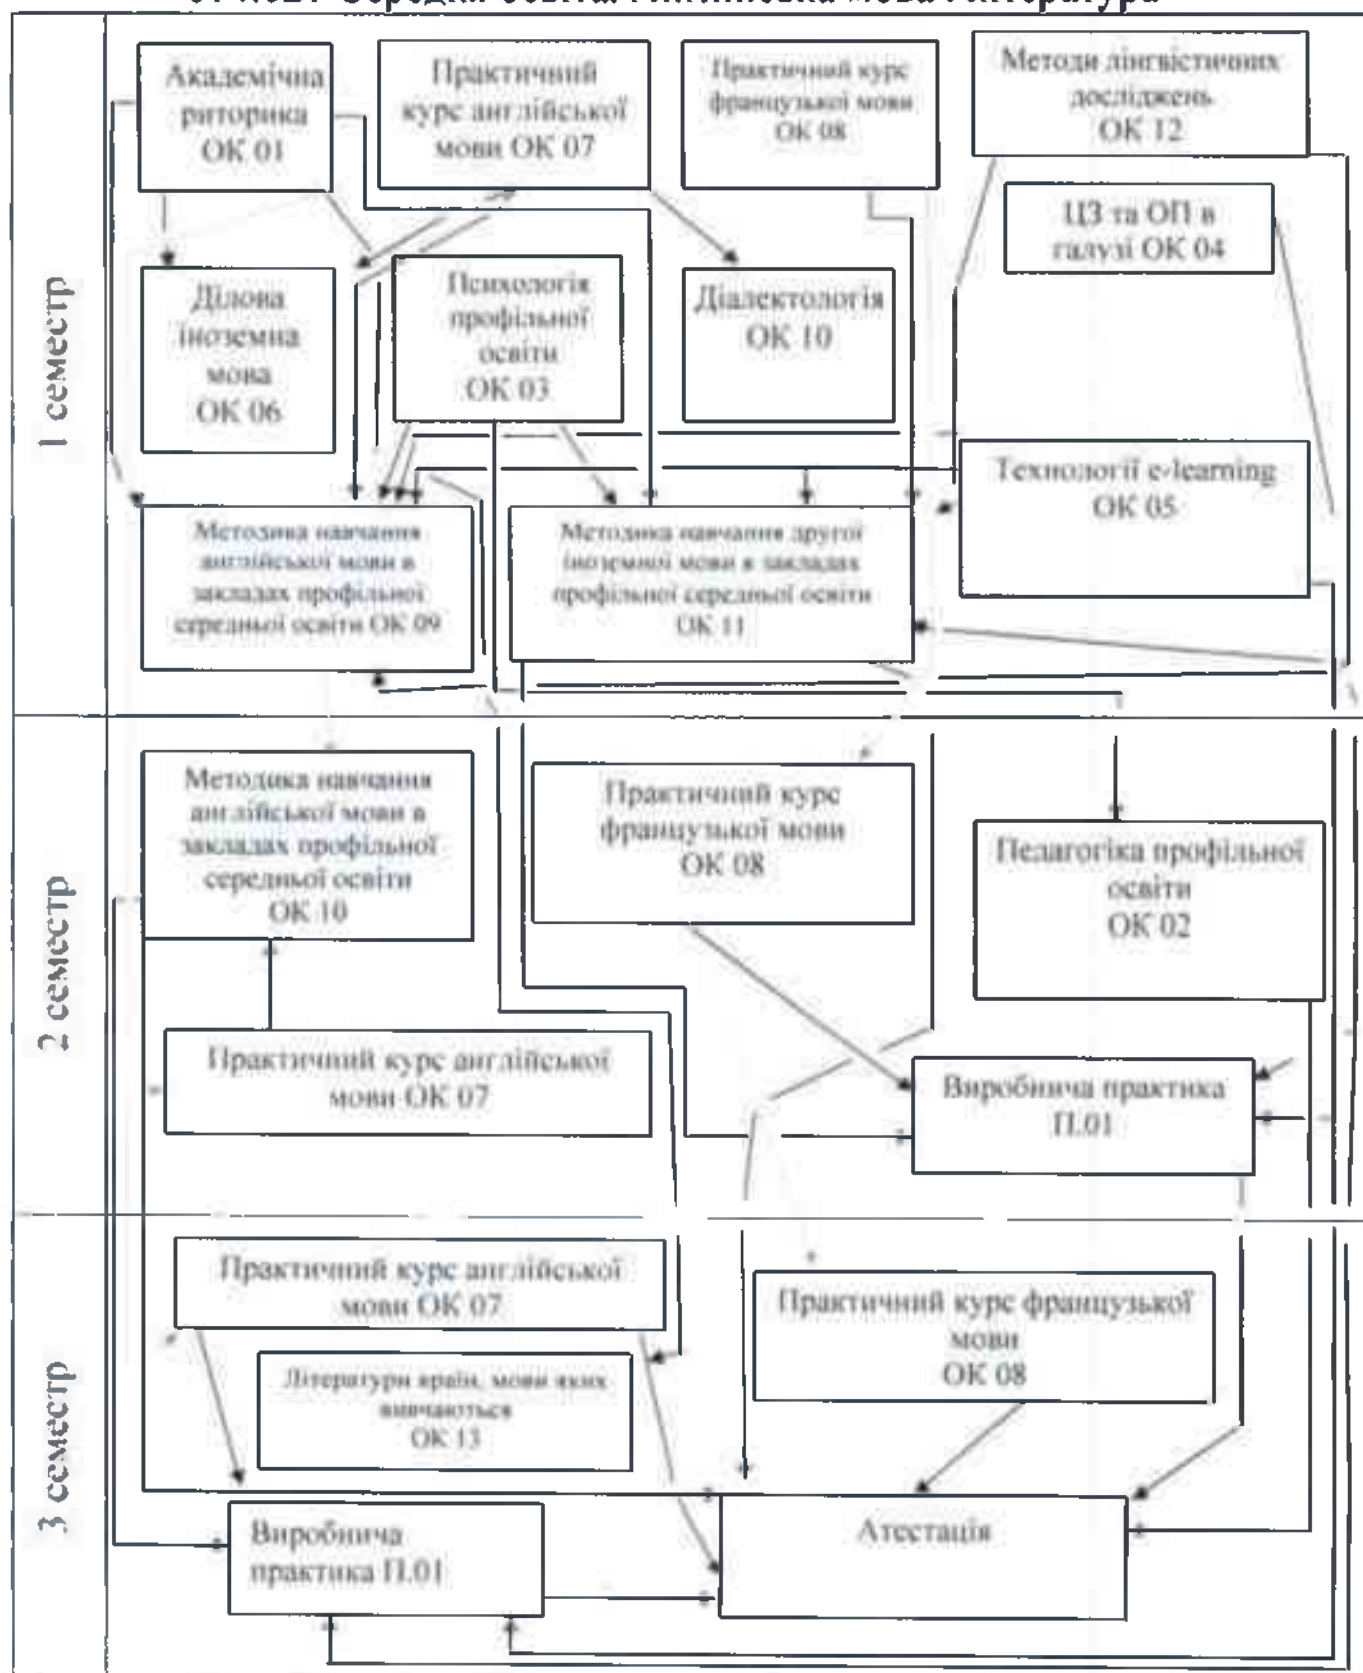 Середня освіта. Англійська мова і література
1 семестр
Академічна
риторика
ОК 01
Практичний
курс англійської
мови ОК 07
Практичний курс
французької мови
ОК 08
Методи лінгвістичних
досліджень
ОК 12
ЦЗ та ОП в
галузі ОК 04
Ділова
іноземна
мова
ОК 06
Психологія
профільної
освіти
ОК 03
Діалектологія
ОК 10
Технології e-learning
ОК 05
Методика навчання
англійської мови в
закладах профільної
середньої освіти ОК 09
Методика навчання другої
іноземної мови в закладах
профільної середньої освіти
ОК 11
2 семестр
Методика навчання
англійської мови в
закладах профільної
середньої освіти
ОК 10
Практичний курс
французької мови
ОК 08
Педагогіка профільної
освіти
ОК 02
Практичний курс англійської
мови ОК 07
Виробнича практика
П.01
3 семестр
Практичний курс англійської
мови ОК 07
Практичний курс французької
мови
ОК 08
Літератури країн, мови яких
вивчаються
ОК 13
Виробнича
практика П.01
Атестація